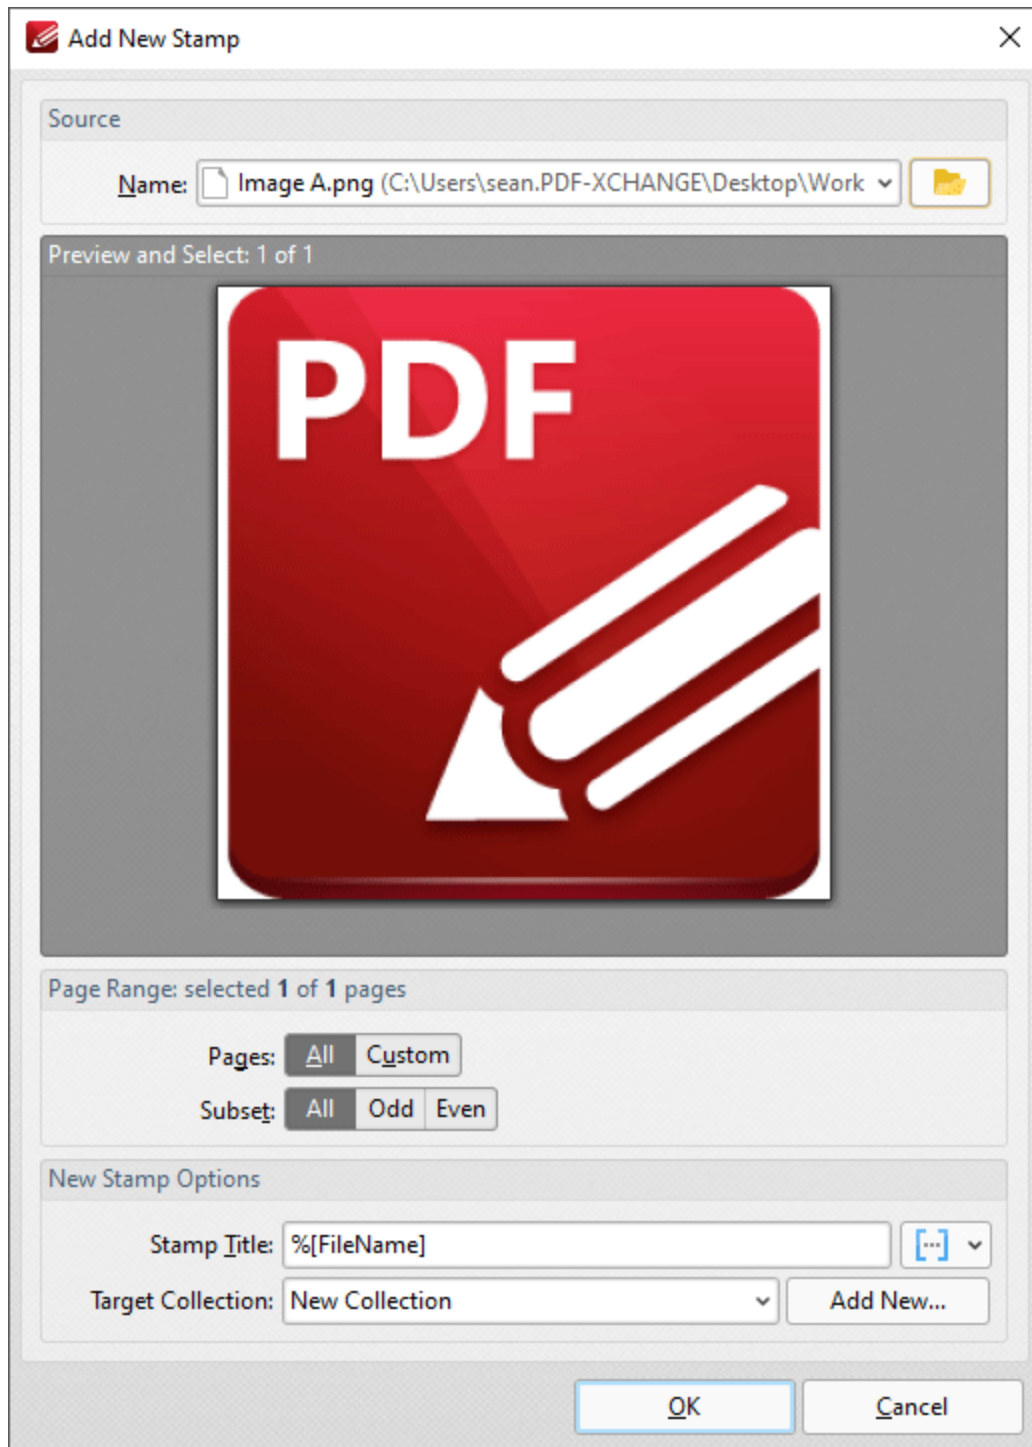 Add New Stamp
Source
Name: Image A.png (C:\Users\sean.PDF-XCHANGE\Desktop\Work
Preview and Select: 1 of 1
PDF
Page Range: selected 1 of 1 pages
Pages: All Custom
Subset: All Odd Even
New Stamp Options
Stamp Title: %[FileName]
Target Collection: New Collection Add New...
OK Cancel